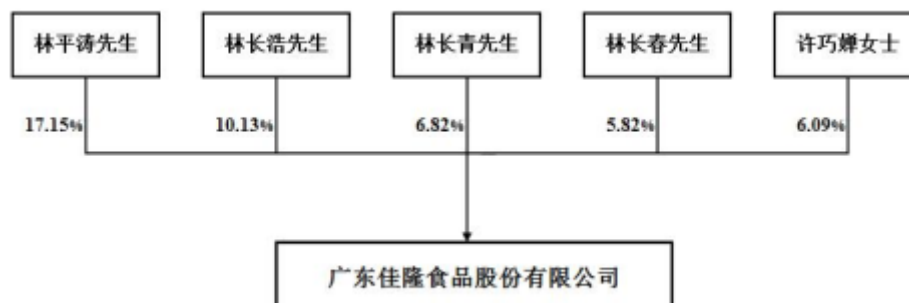 林平涛先生
林长浩先生
林长青先生
林长春先生
许巧婵女士
17.15%
10.13%
6.82%
5.82%
6.09%
广东佳隆食品股份有限公司